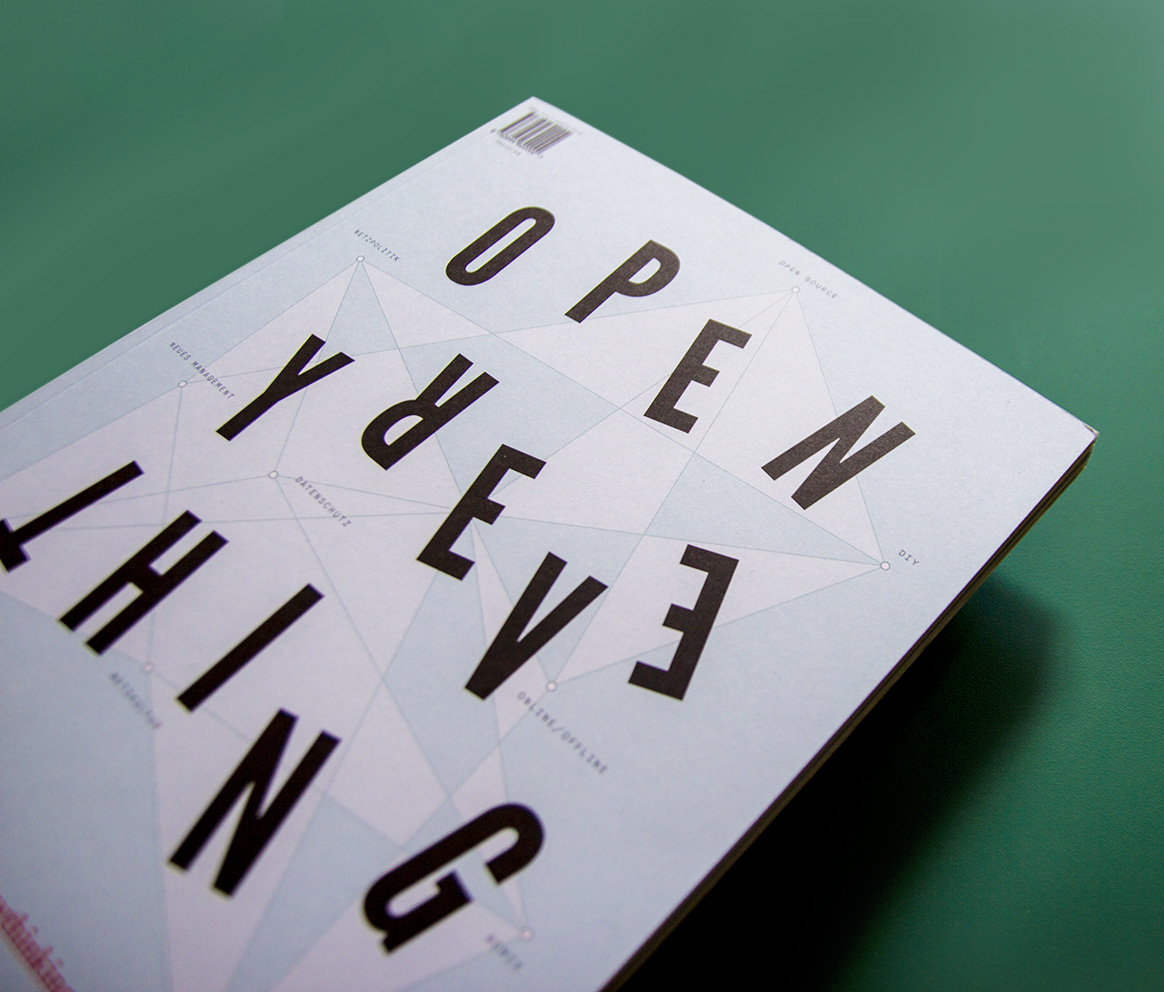 OPEN
EVERY
THING
NETZPOLITIK
OPEN SOURCE
NEUES MANAGEMENT
DATENSCHUTZ
DIY
ONLINE/OFFLINE